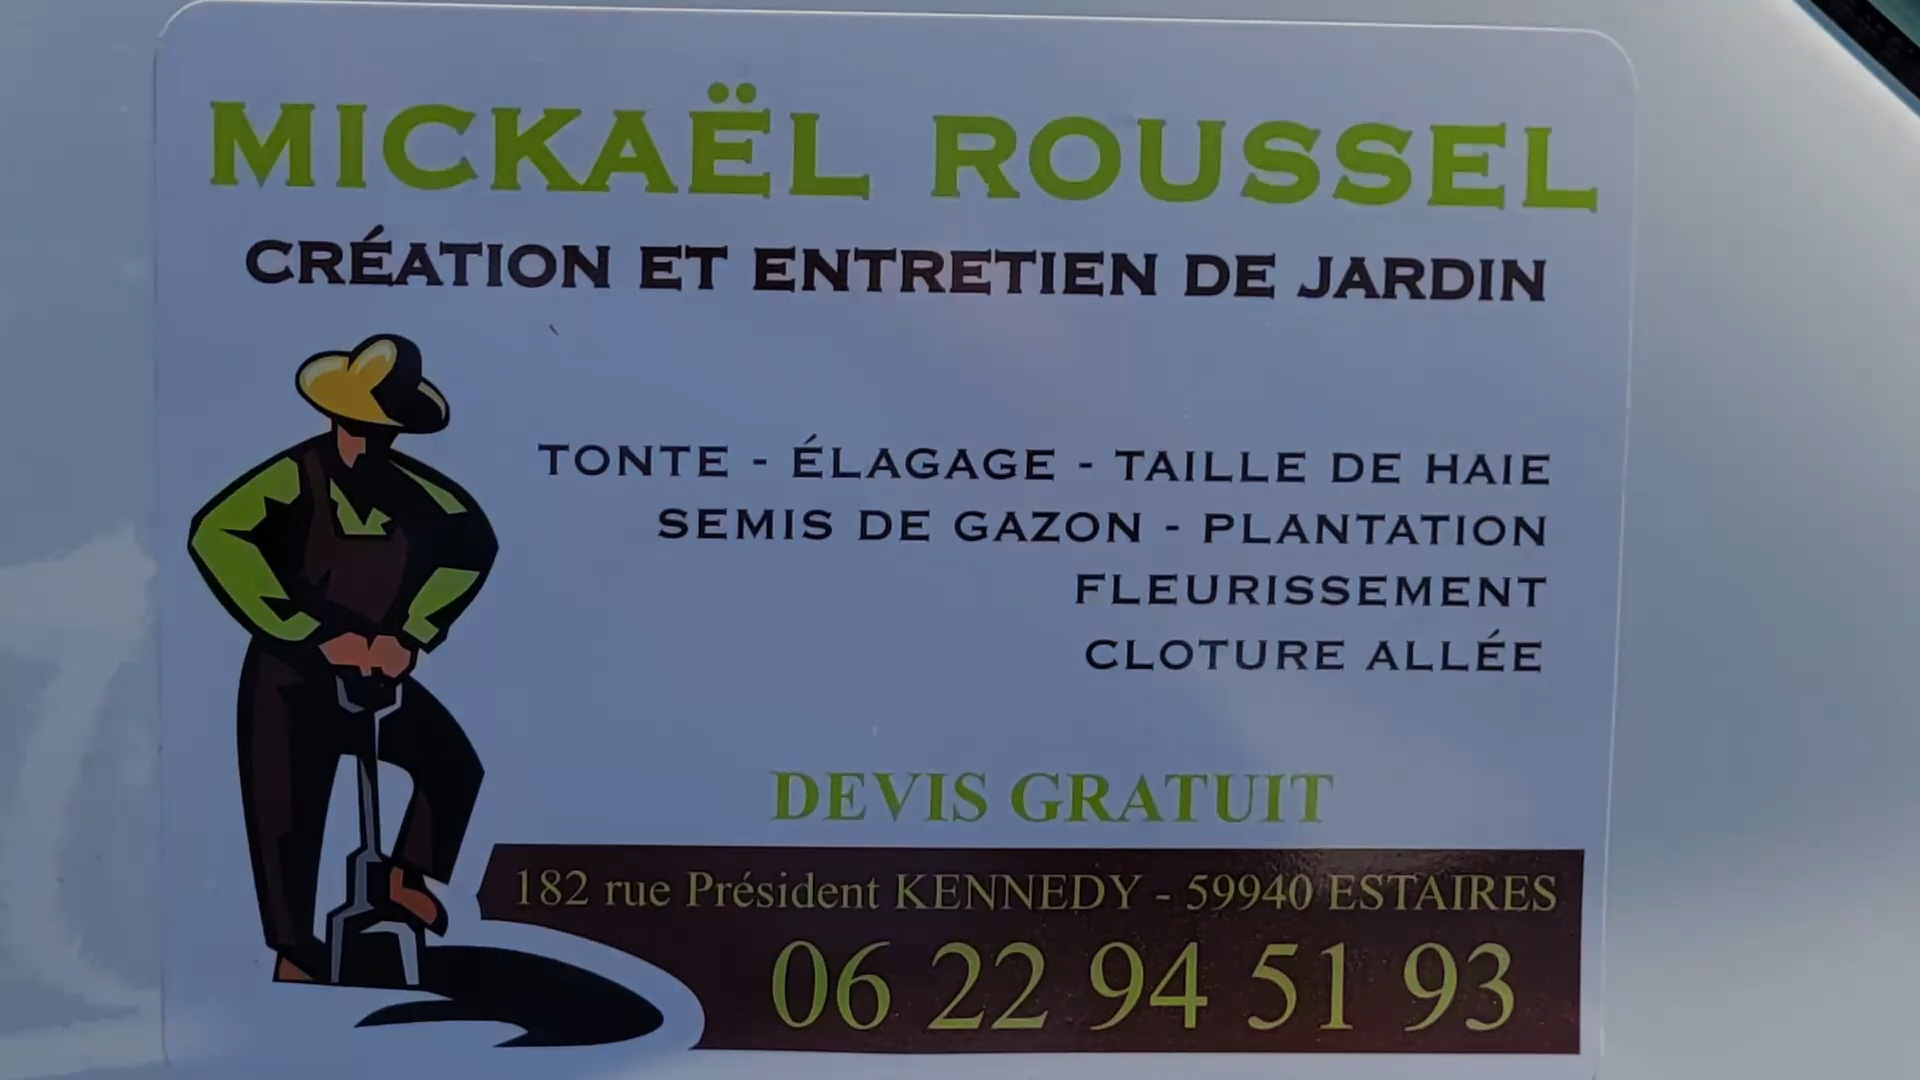 MICKAËL ROUSSEL
CRÉATION ET ENTRETIEN DE JARDIN
TONTE - ÉLAGAGE - TAILLE DE HAIE
SEMIS DE GAZON - PLANTATION
FLEURISSEMENT
CLOTURE ALLÉE
DEVIS GRATUIT
182 rue Président KENNEDY - 59940 ESTAIRES
06 22 94 51 93